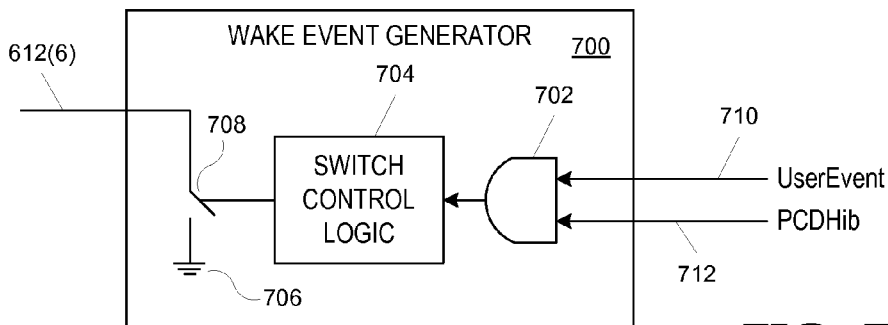 WAKE EVENT GENERATOR
700
612(6)
704
702
708
710
SWITCH
CONTROL
LOGIC
UserEvent
PCDHib
712
706